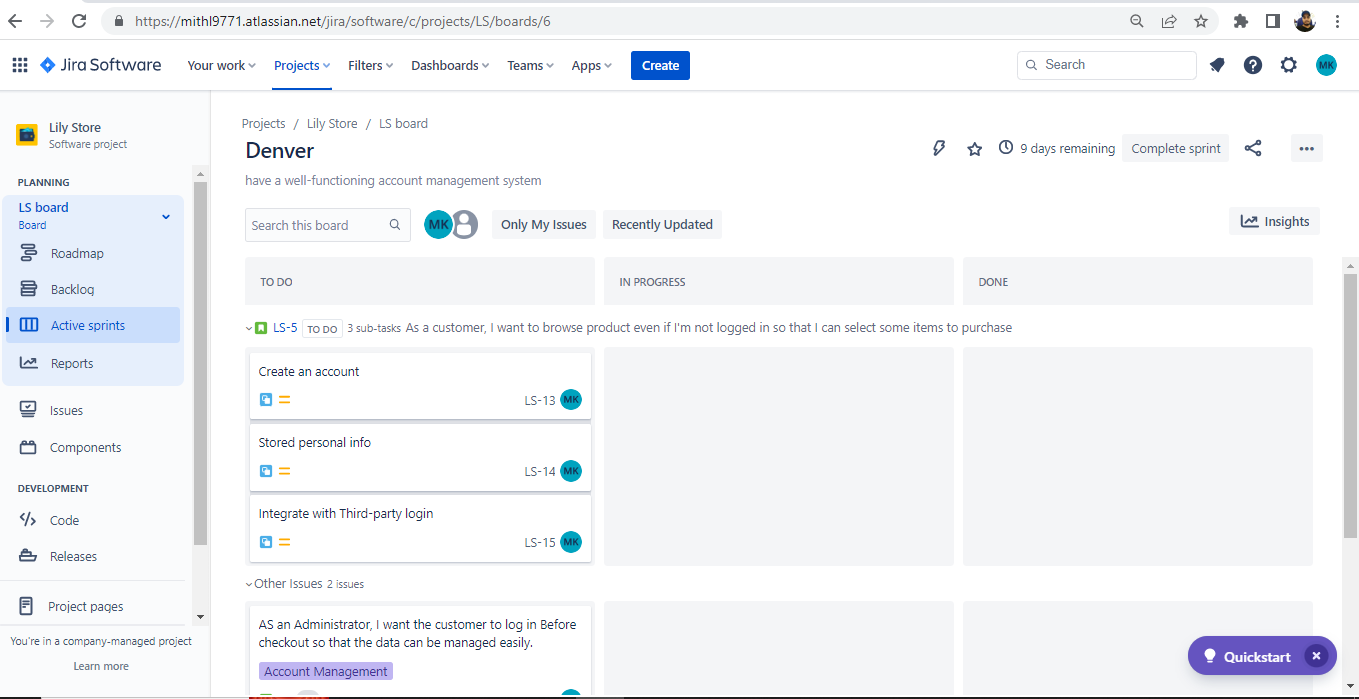 https://mithl9771.atlassian.net/jira/software/c/projects/LS/boards/6
Jira Software
Your work
Projects
Filters
Dashboards
Teams
Apps
Create
Search
MK
Lily Store
Software project
PLANNING
LS board
Board
Roadmap
Backlog
Active sprints
Reports
Issues
Components
DEVELOPMENT
Code
Releases
Project pages
You're in a company-managed project
Learn more
Projects / Lily Store / LS board
Denver
9 days remaining
Complete sprint
have a well-functioning account management system
Search this board
MK
Only My Issues
Recently Updated
Insights
TO DO
IN PROGRESS
DONE
LS-5 TO DO 3 sub-tasks As a customer, I want to browse product even if I'm not logged in so that I can select some items to purchase
Create an account
LS-13 MK
Stored personal info
LS-14 MK
Integrate with Third-party login
LS-15 MK
Other Issues 2 issues
AS an Administrator, I want the customer to log in Before
checkout so that the data can be managed easily.
Account Management
Quickstart